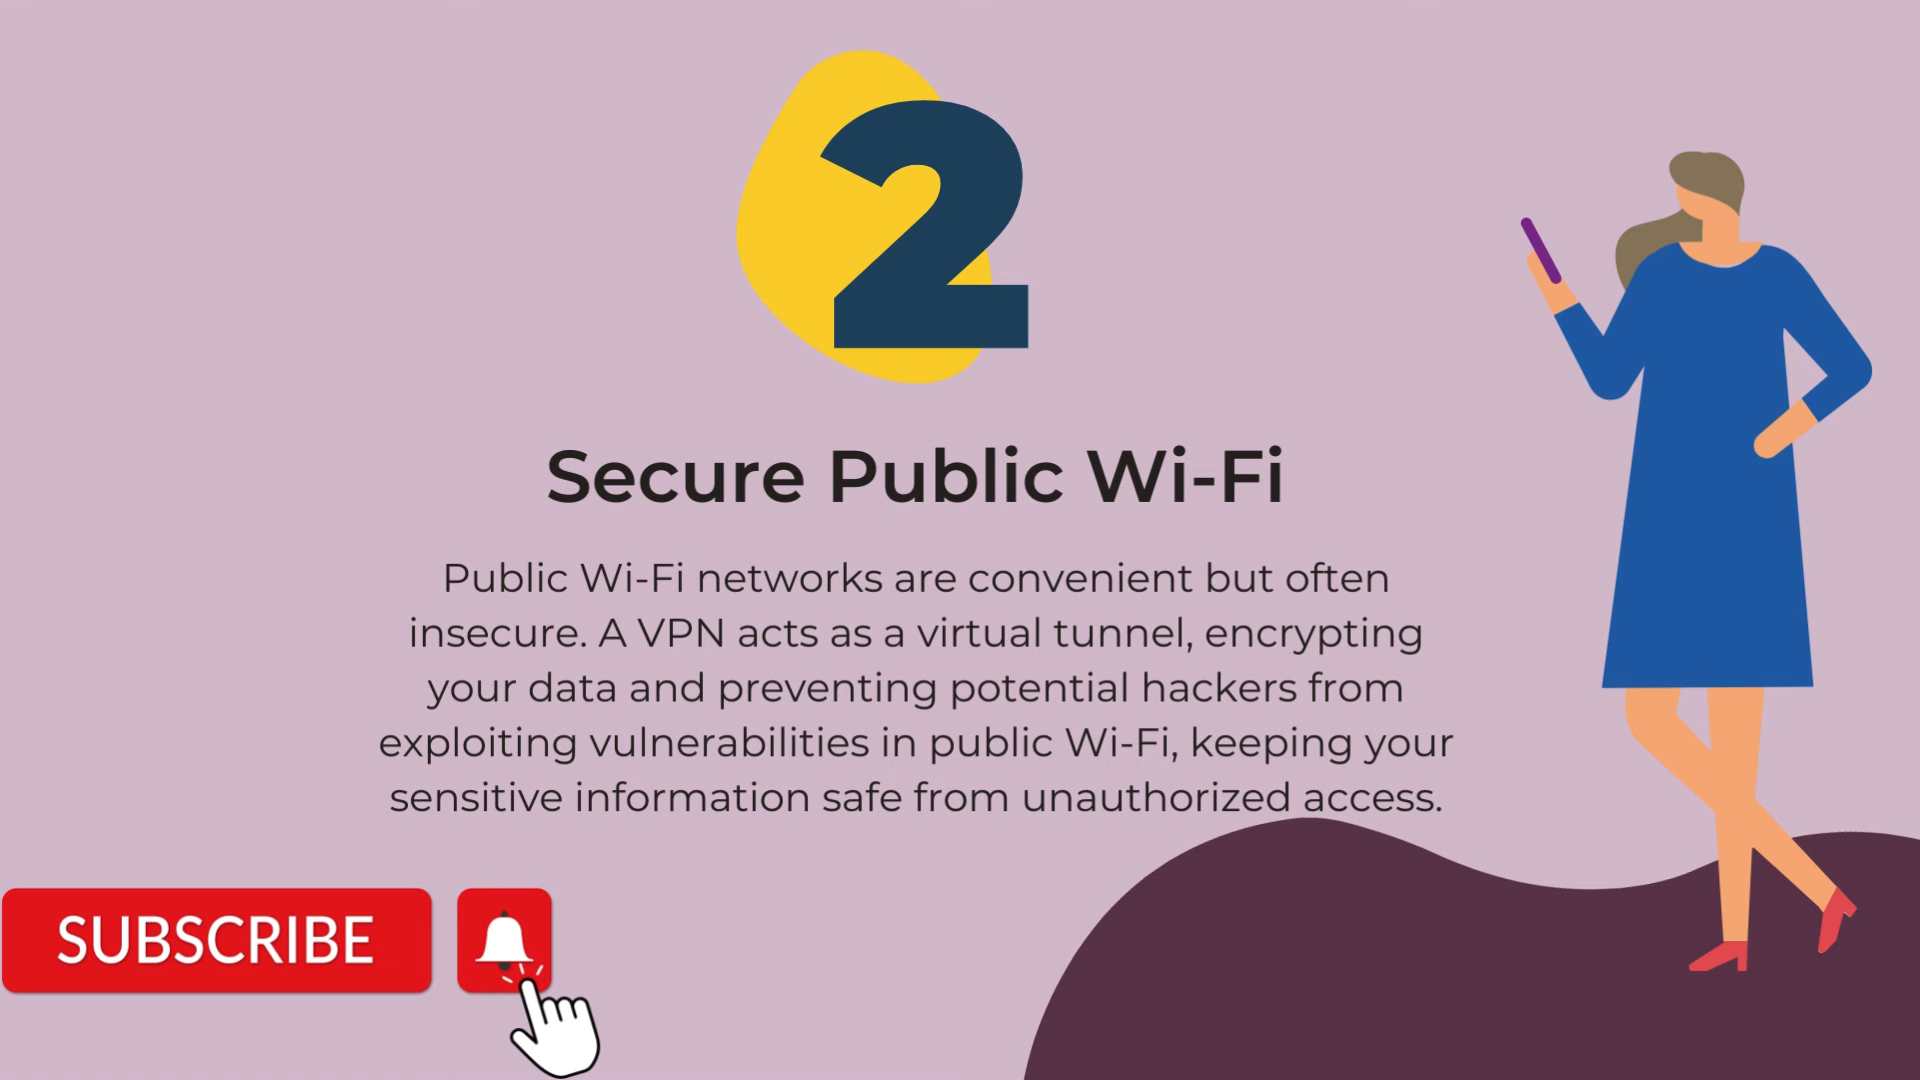 2
Secure Public Wi-Fi
Public Wi-Fi networks are convenient but often
insecure. A VPN acts as a virtual tunnel, encrypting
your data and preventing potential hackers from
exploiting vulnerabilities in public Wi-Fi, keeping your
sensitive information safe from unauthorized access.
SUBSCRIBE